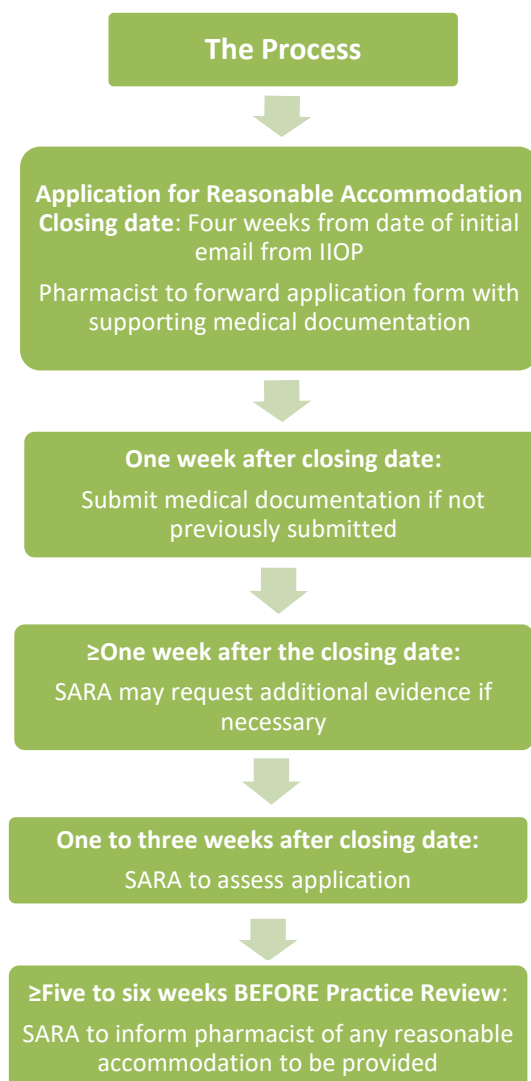 The Process
Application for Reasonable Accommodation
Closing date: Four weeks from date of initial
email from IIOP
Pharmacist to forward application form with
supporting medical documentation
One week after closing date:
Submit medical documentation if not
previously submitted
≥One week after the closing date:
SARA may request additional evidence if
necessary
One to three weeks after closing date:
SARA to assess application
≥Five to six weeks BEFORE Practice Review:
SARA to inform pharmacist of any reasonable
accommodation to be provided